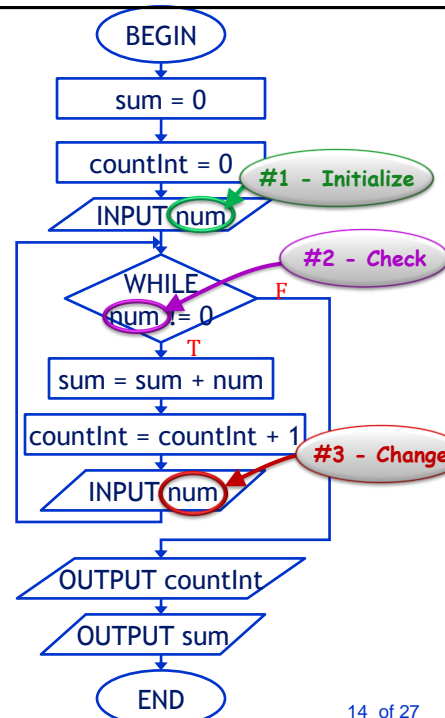 BEGIN
sum = 0
countInt = 0
#1 - Initialize
INPUT num
#2 - Check
WHILE
F
num != 0
T
sum = sum + num
countInt = countInt + 1
#3 - Change
INPUT num
OUTPUT countInt
OUTPUT sum
END
14 of 27